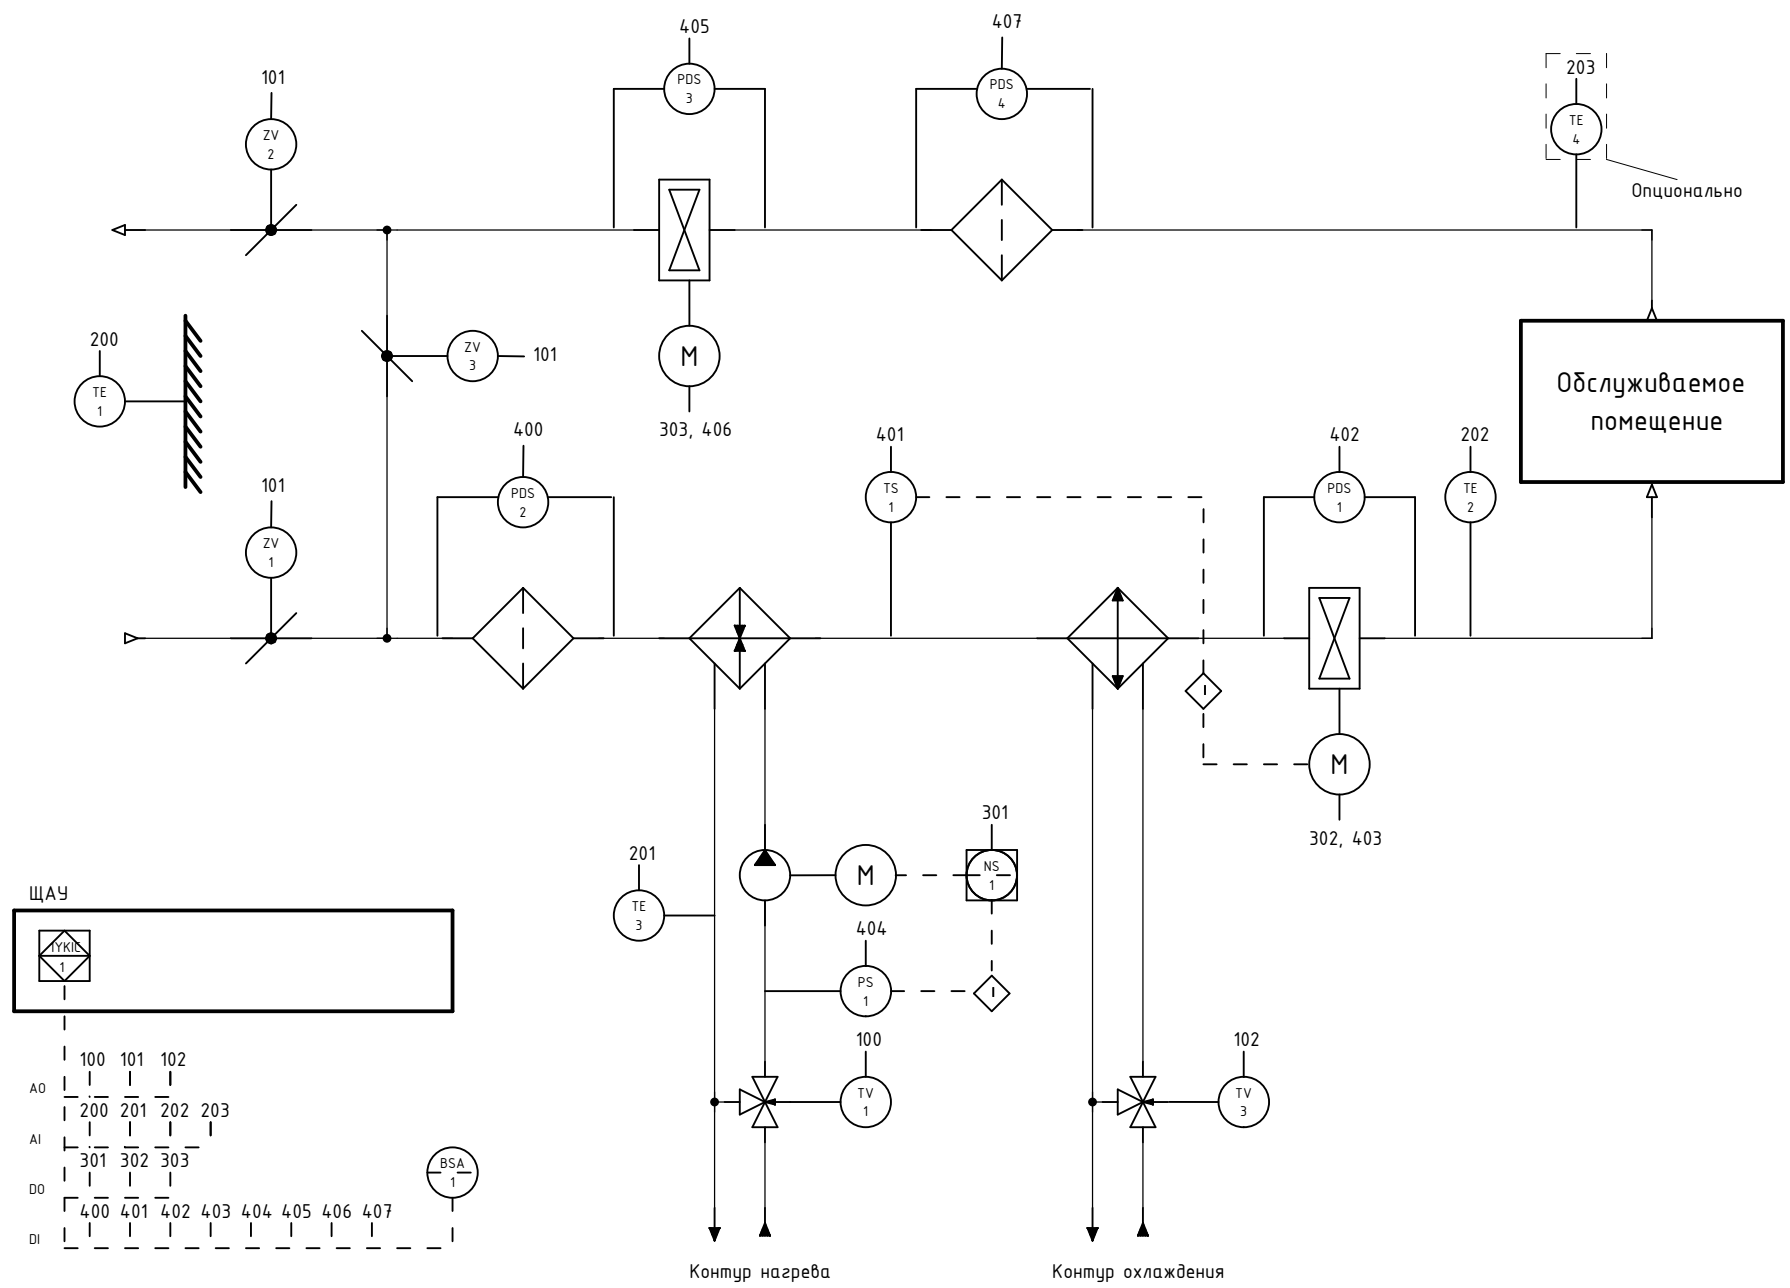 405
407
203
101
PDS
3
PDS
4
TE
4
ZV
2
Опционально
200
ZV
3
101
M
TE
1
303, 406
Обслуживаемое
помещение
400
401
402
202
101
PDS
2
TS
1
PDS
1
TE
2
ZV
1
I
M
302, 403
301
201
M
NS
1
ЩАУ
TE
3
404
TYKIC
1
PS
1
I
100
102
100 101 102
AO
TV
1
TV
3
200 201 202 203
AI
301 302 303
BSA
1
DO
400 401 402 403 404 405 406 407
DI
Контур нагрева
Контур охлаждения